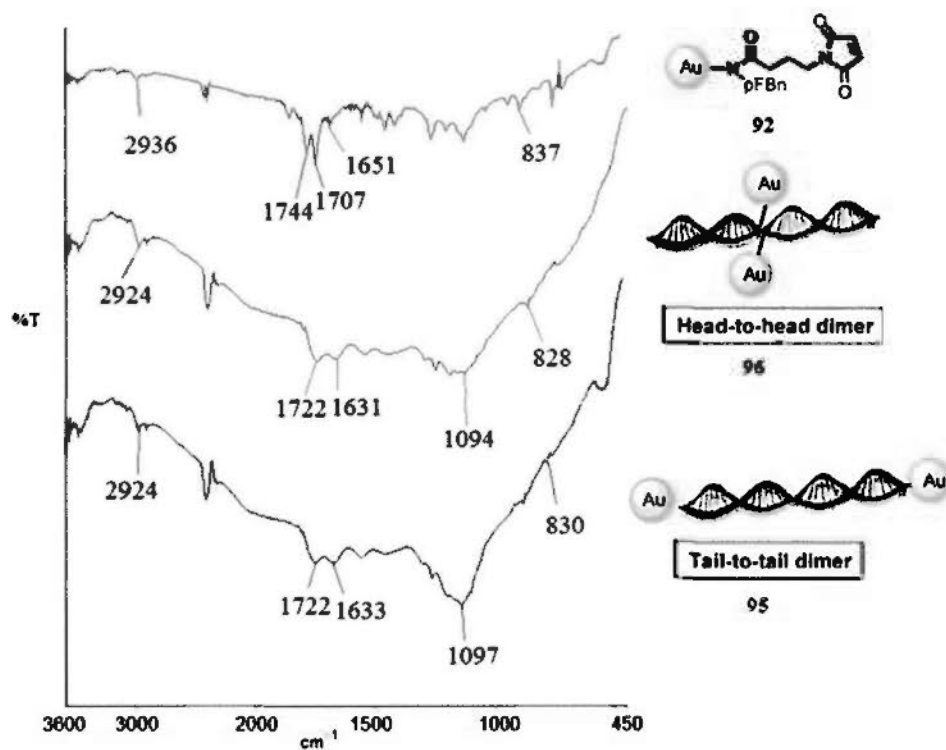 O
Au
N
pFBn
O
N
O
92
2936
1744
1707
1651
837
Au
Au
Head-to-head dimer
96
2924
1722
1631
1094
828
%T
Au
Au
Tail-to-tail dimer
95
2924
1722
1633
1097
830
3600 3000 2000 1500 1000 450
cm⁻¹